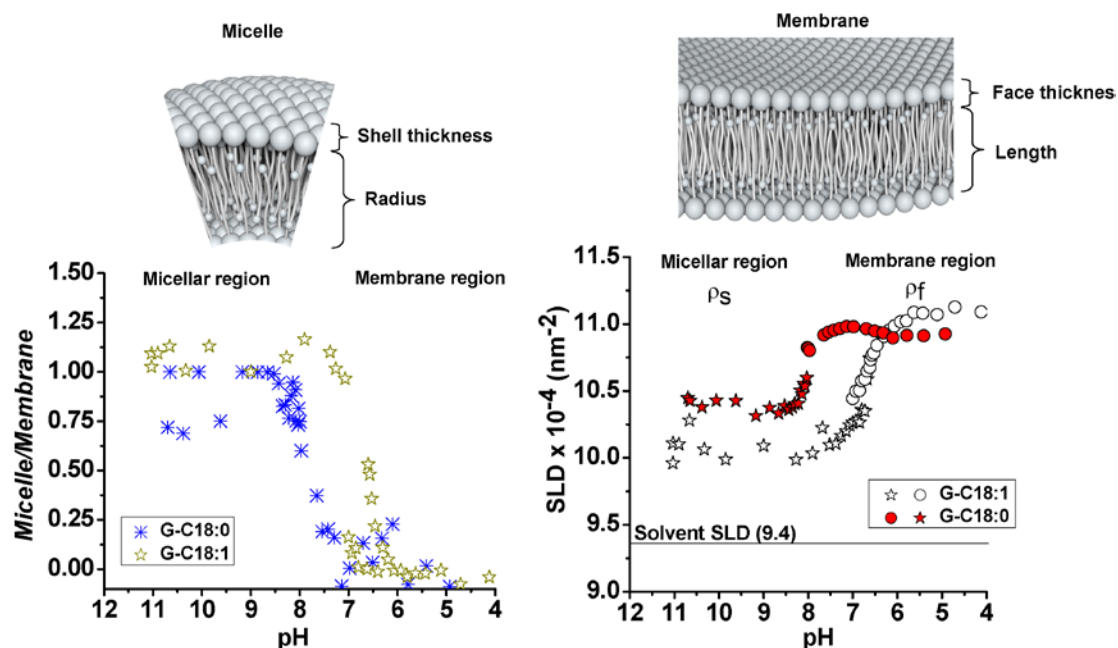 Micelle
Shell thickness
Radius
Membrane
Face thicknes
Length
Micellar region
Membrane region
Micelle/Membrane
1.50
1.25
1.00
0.75
0.50
0.25
0.00
G-C18:0
G-C18:1
12 11 10 9 8 7 6 5 4
pH
Micellar region
Membrane region
ρS
ρf
SLD x 10-4 (nm-2)
11.5
11.0
10.5
10.0
9.5
9.0
G-C18:1
G-C18:0
Solvent SLD (9.4)
12 11 10 9 8 7 6 5 4
pH